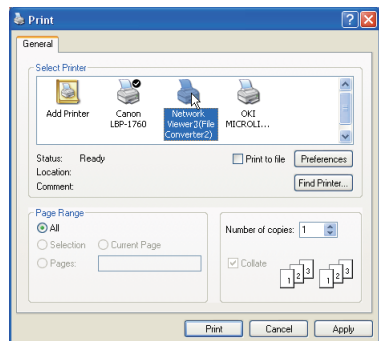 Print
General
Select Printer
Add Printer
Canon
LBP-1760
Network
Viewer3(File
Converter2)
OKI
MICROLI...
Status: Ready
Location:
Comment:
Print to file
Preferences
Find Printer...
Page Range
All
Selection
Current Page
Pages:
Number of copies: 1
Collate
1 2 3
1 2 3
Print
Cancel
Apply